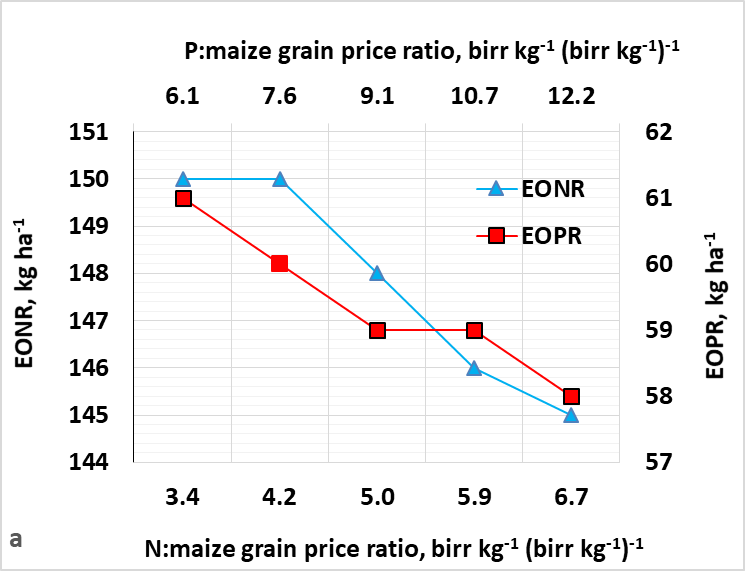 P:maize grain price ratio, birr kg⁻¹ (birr kg⁻¹)⁻¹
6.1 7.6 9.1 10.7 12.2
151 62
150 61
149
148 60
147 59
146
145 58
144 57
EONR
EOPR
EONR, kg ha⁻¹
EOPR, kg ha⁻¹
3.4 4.2 5.0 5.9 6.7
N:maize grain price ratio, birr kg⁻¹ (birr kg⁻¹)⁻¹
a